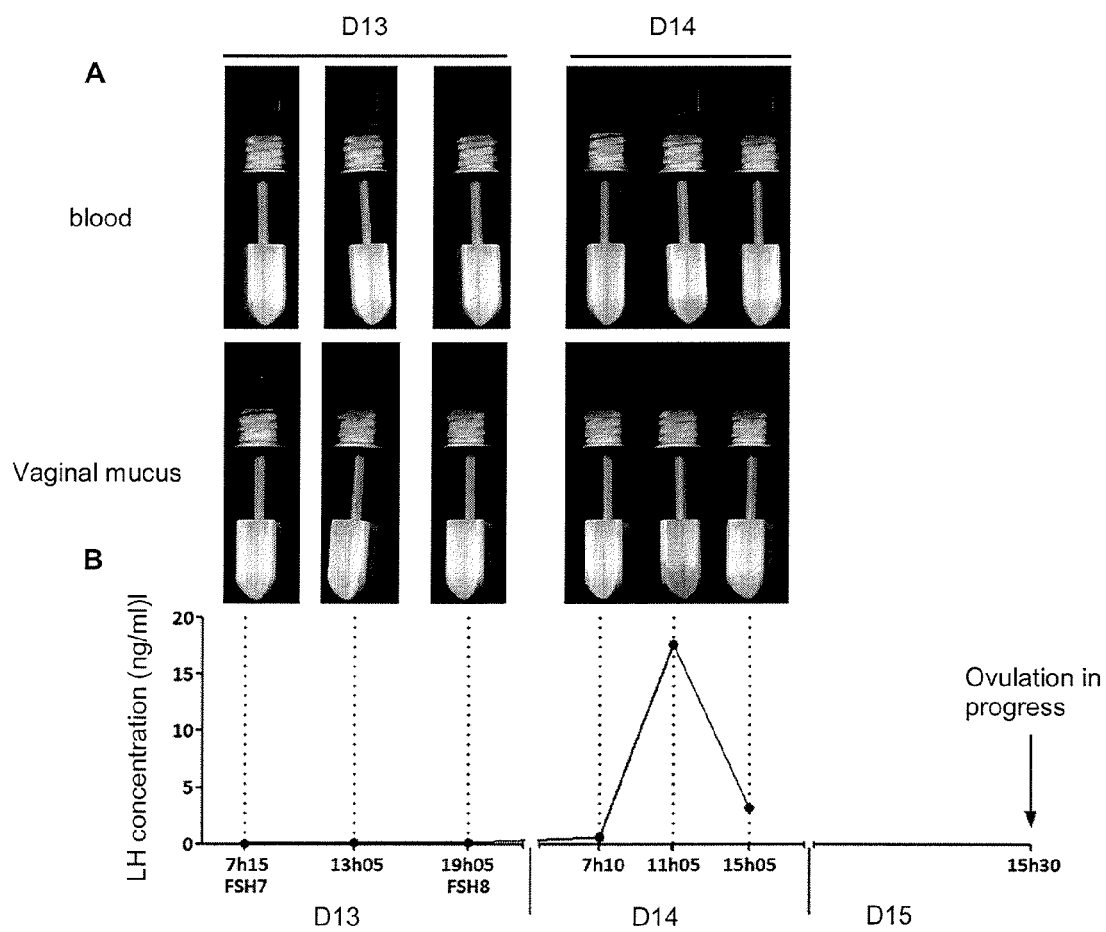 D13
D14
A
blood
Vaginal mucus
B
LH concentration (ng/ml)l
20
15
10
5
0
Ovulation in
progress
7h15
FSH7
13h05
19h05
FSH8
7h10
11h05
15h05
15h30
D13
D14
D15